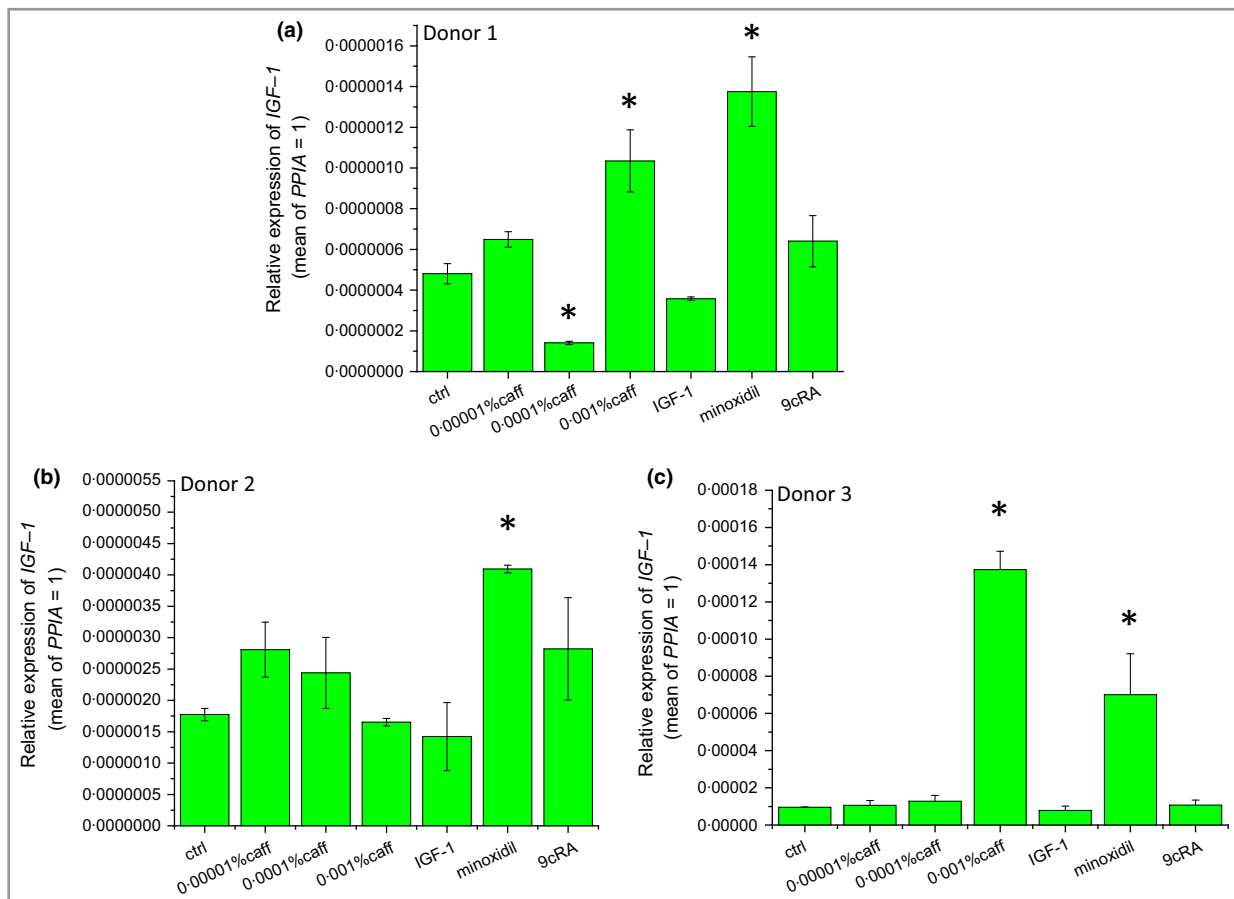 (a)
Donor 1
Relative expression of IGF–1
(mean of PPIA = 1)
0·0000016
0·0000014
0·0000012
0·0000010
0·0000008
0·0000006
0·0000004
0·0000002
0·0000000
*
*
*
ctrl
0·00001%caff
0·0001%caff
0·001%caff
IGF-1
minoxidil
9cRA
(b)
Donor 2
Relative expression of IGF–1
(mean of PPIA = 1)
0·0000055
0·0000050
0·0000045
0·0000040
0·0000035
0·0000030
0·0000025
0·0000020
0·0000015
0·0000010
0·0000005
0·0000000
*
ctrl
0·00001%caff
0·0001%caff
0·001%caff
IGF-1
minoxidil
9cRA
(c)
Donor 3
Relative expression of IGF–1
(mean of PPIA = 1)
0·00018
0·00016
0·00014
0·00012
0·00010
0·00008
0·00006
0·00004
0·00002
0·00000
*
*
ctrl
0·00001%caff
0·0001%caff
0·001%caff
IGF-1
minoxidil
9cRA